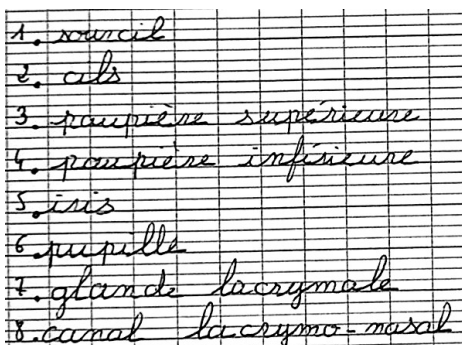 1. sourcil
2. cils
3. paupière supérieure
4. paupière inférieure
5. iris
6. pupille
7. glande lacrymale
8. canal lacrymo-nasal